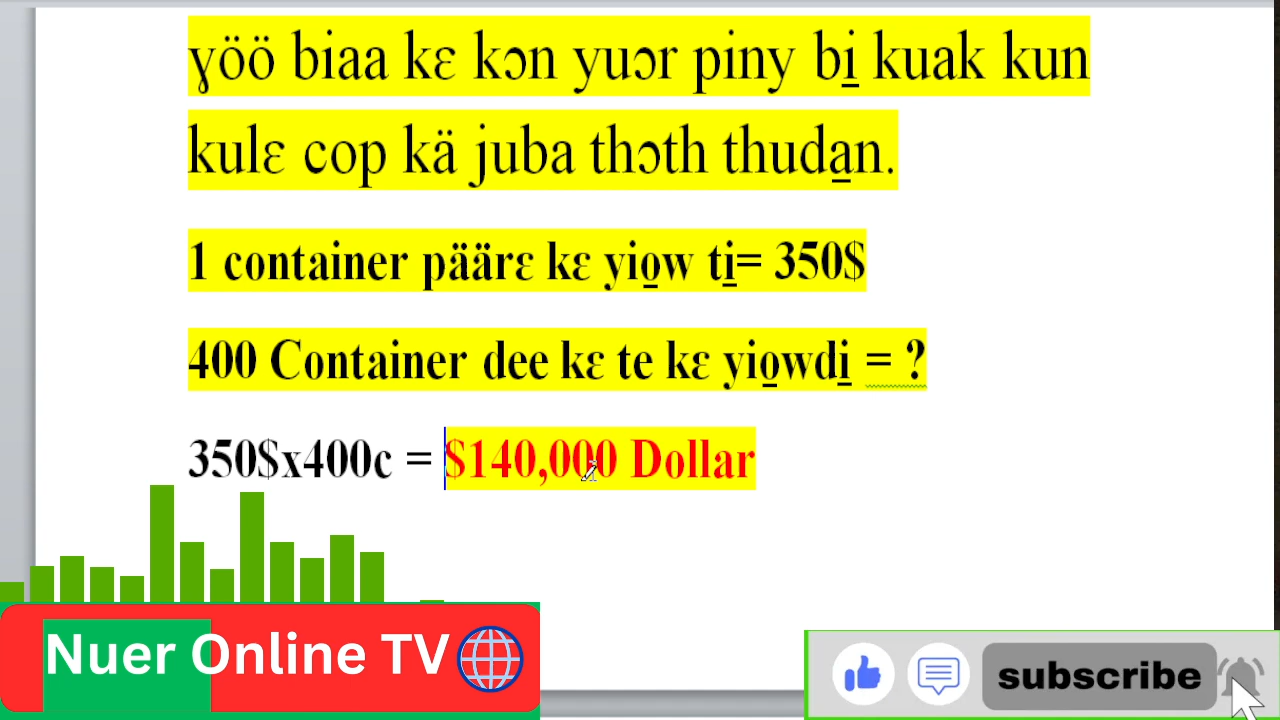 ɣöö biaa kɛ kɔn yuɔr piny bi̱ kuak kun
kulɛ cop kä juba thɔth thuda̱n.
1 container päärɛ kɛ yio̱w ti̱= 350$
400 Container dee kɛ te kɛ yio̱wdi̱ = ?
350$x400c = $140,000 Dollar
Nuer Online TV
subscribe